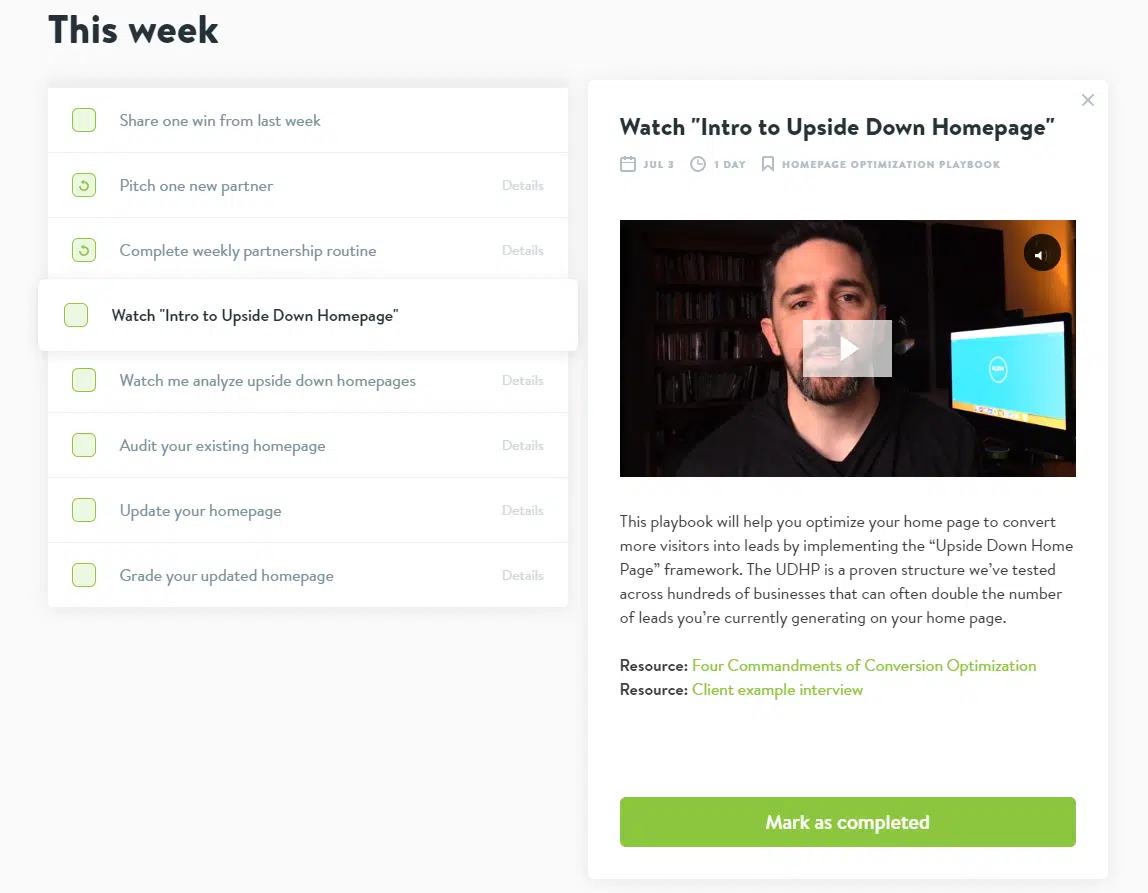 This week
Share one win from last week
Pitch one new partner
Details
Complete weekly partnership routine
Details
Watch "Intro to Upside Down Homepage"
Watch me analyze upside down homepages
Details
Audit your existing homepage
Details
Update your homepage
Details
Grade your updated homepage
Details
Watch "Intro to Upside Down Homepage"
JUL 3 1 DAY HOMEPAGE OPTIMIZATION PLAYBOOK
This playbook will help you optimize your home page to convert
more visitors into leads by implementing the “Upside Down Home
Page” framework. The UDHP is a proven structure we’ve tested
across hundreds of businesses that can often double the number
of leads you’re currently generating on your home page.
Resource: Four Commandments of Conversion Optimization
Resource: Client example interview
Mark as completed